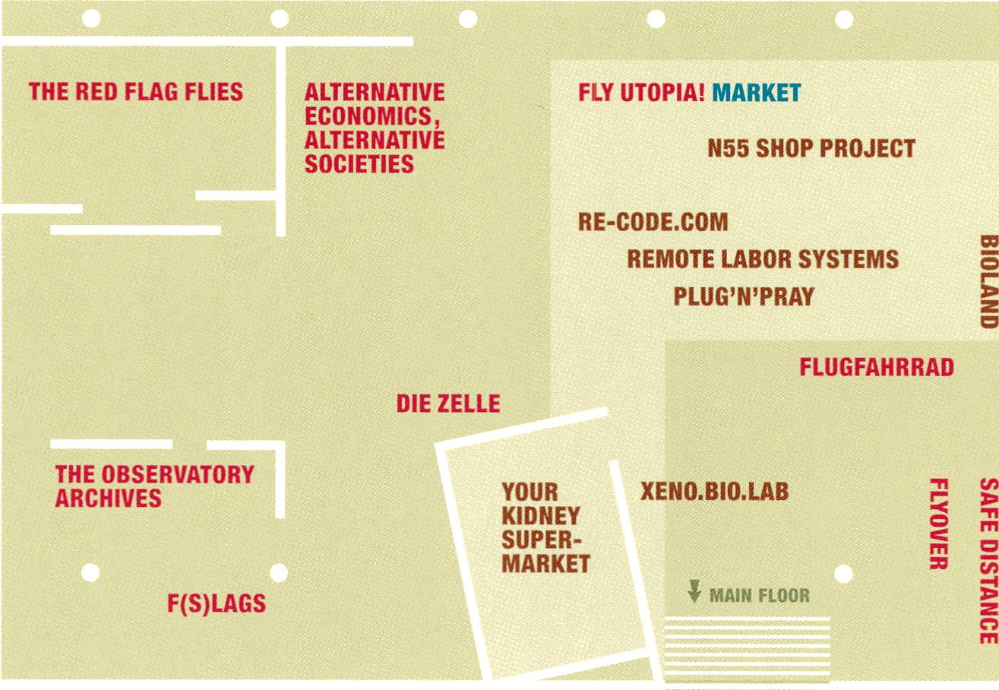 THE RED FLAG FLIES
ALTERNATIVE
ECONOMICS,
ALTERNATIVE
SOCIETIES
FLY UTOPIA! MARKET
N55 SHOP PROJECT
RE-CODE.COM
REMOTE LABOR SYSTEMS
PLUG’N’PRAY
BIOLAND
FLUGFAHRRAD
DIE ZELLE
THE OBSERVATORY
ARCHIVES
YOUR
KIDNEY
SUPER-
MARKET
XENO.BIO.LAB
FLYOVER
SAFE DISTANCE
MAIN FLOOR
F(S)LAGS